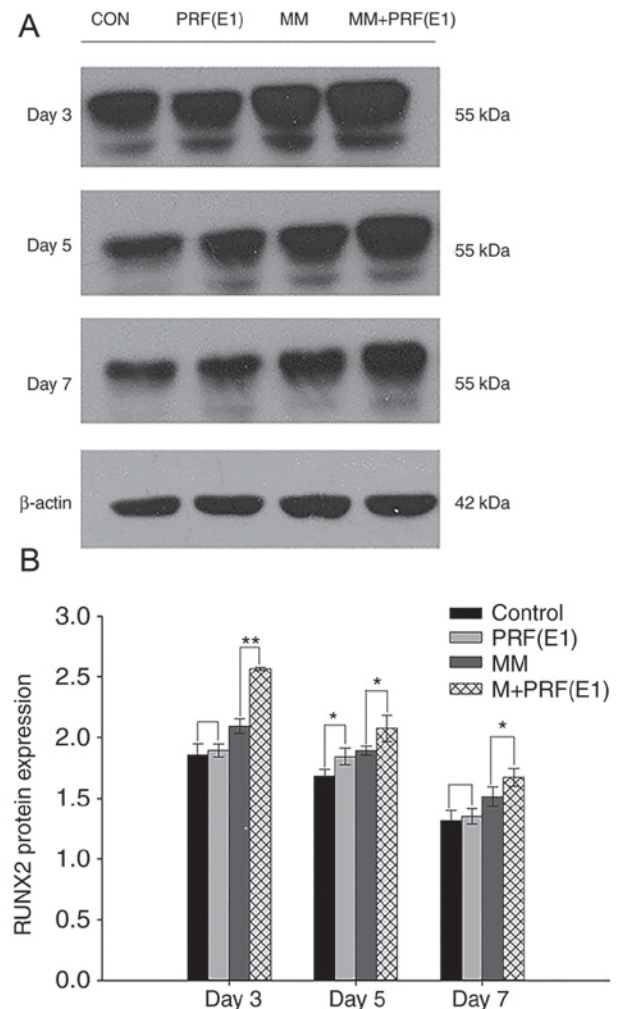 A
CON PRF(E1) MM MM+PRF(E1)
Day 3 55 kDa
Day 5 55 kDa
Day 7 55 kDa
β-actin 42 kDa
B
RUNX2 protein expression
3.0
2.5
2.0
1.5
1.0
0.5
0.0
**
*
*
*
Control
PRF(E1)
MM
M+PRF(E1)
Day 3 Day 5 Day 7